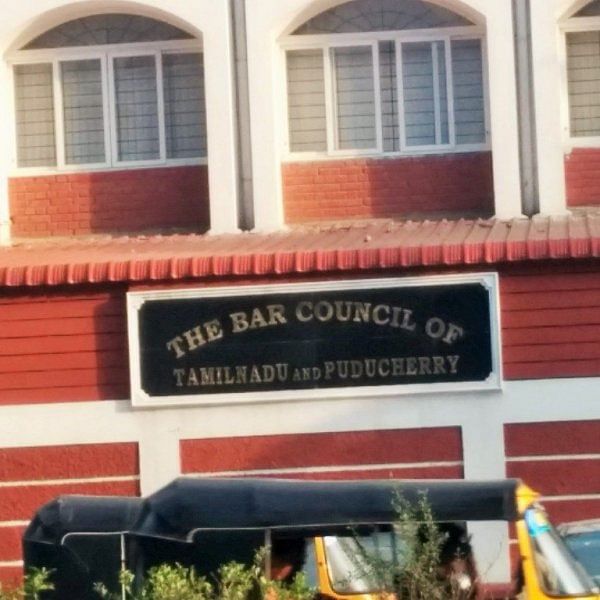 THE BAR COUNCIL OF
TAMILNADU AND PUDUCHERRY